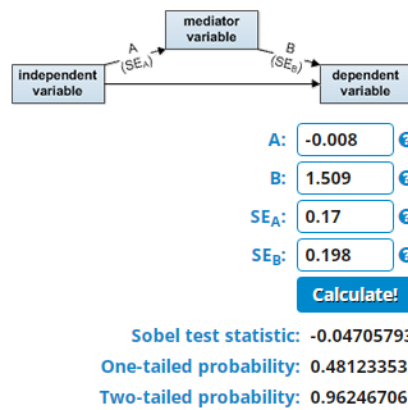 mediator
variable
A
(SEA)
B
(SEB)
independent
variable
dependent
variable
A: -0.008 ?
B: 1.509 ?
SEA: 0.17 ?
SEB: 0.198 ?
Calculate!
Sobel test statistic: -0.04705793
One-tailed probability: 0.48123353
Two-tailed probability: 0.96246706